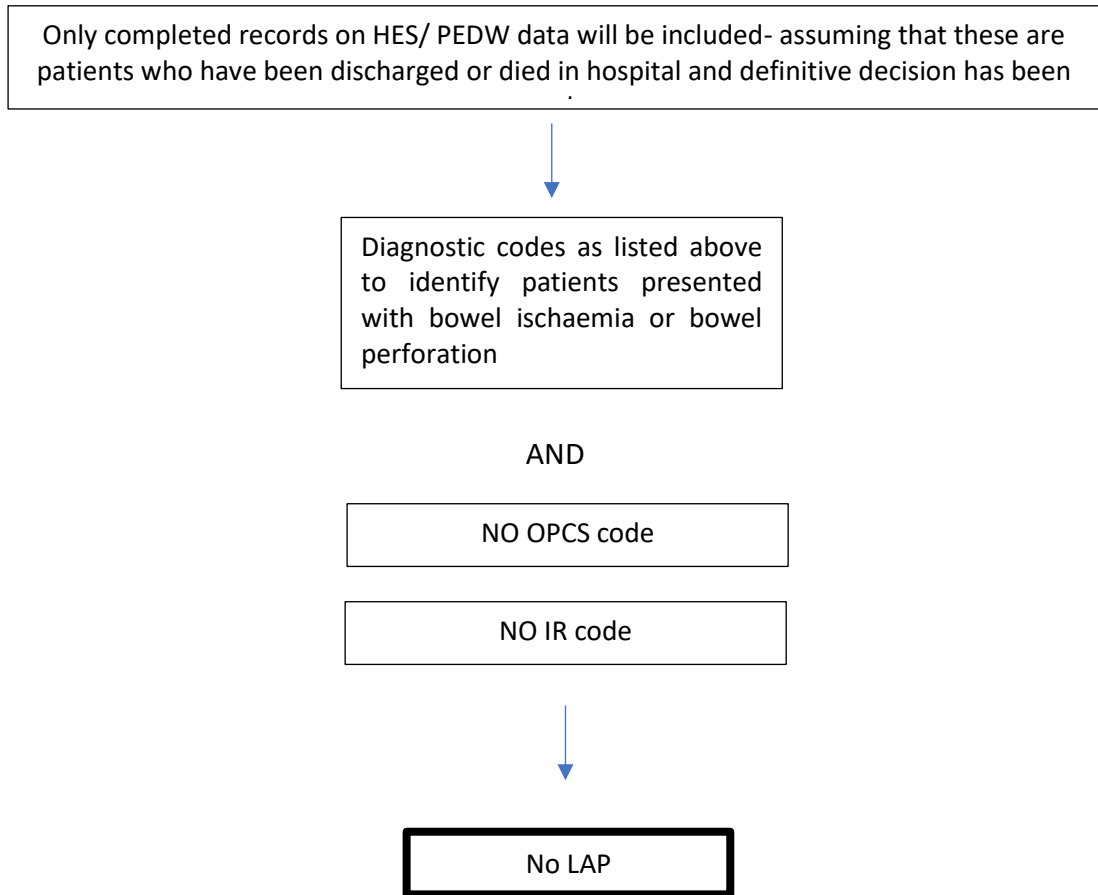 Only completed records on HES/ PEDW data will be included- assuming that these are
patients who have been discharged or died in hospital and definitive decision has been
.
Diagnostic codes as listed above
to identify patients presented
with bowel ischaemia or bowel
perforation
AND
NO OPCS code
NO IR code
No LAP